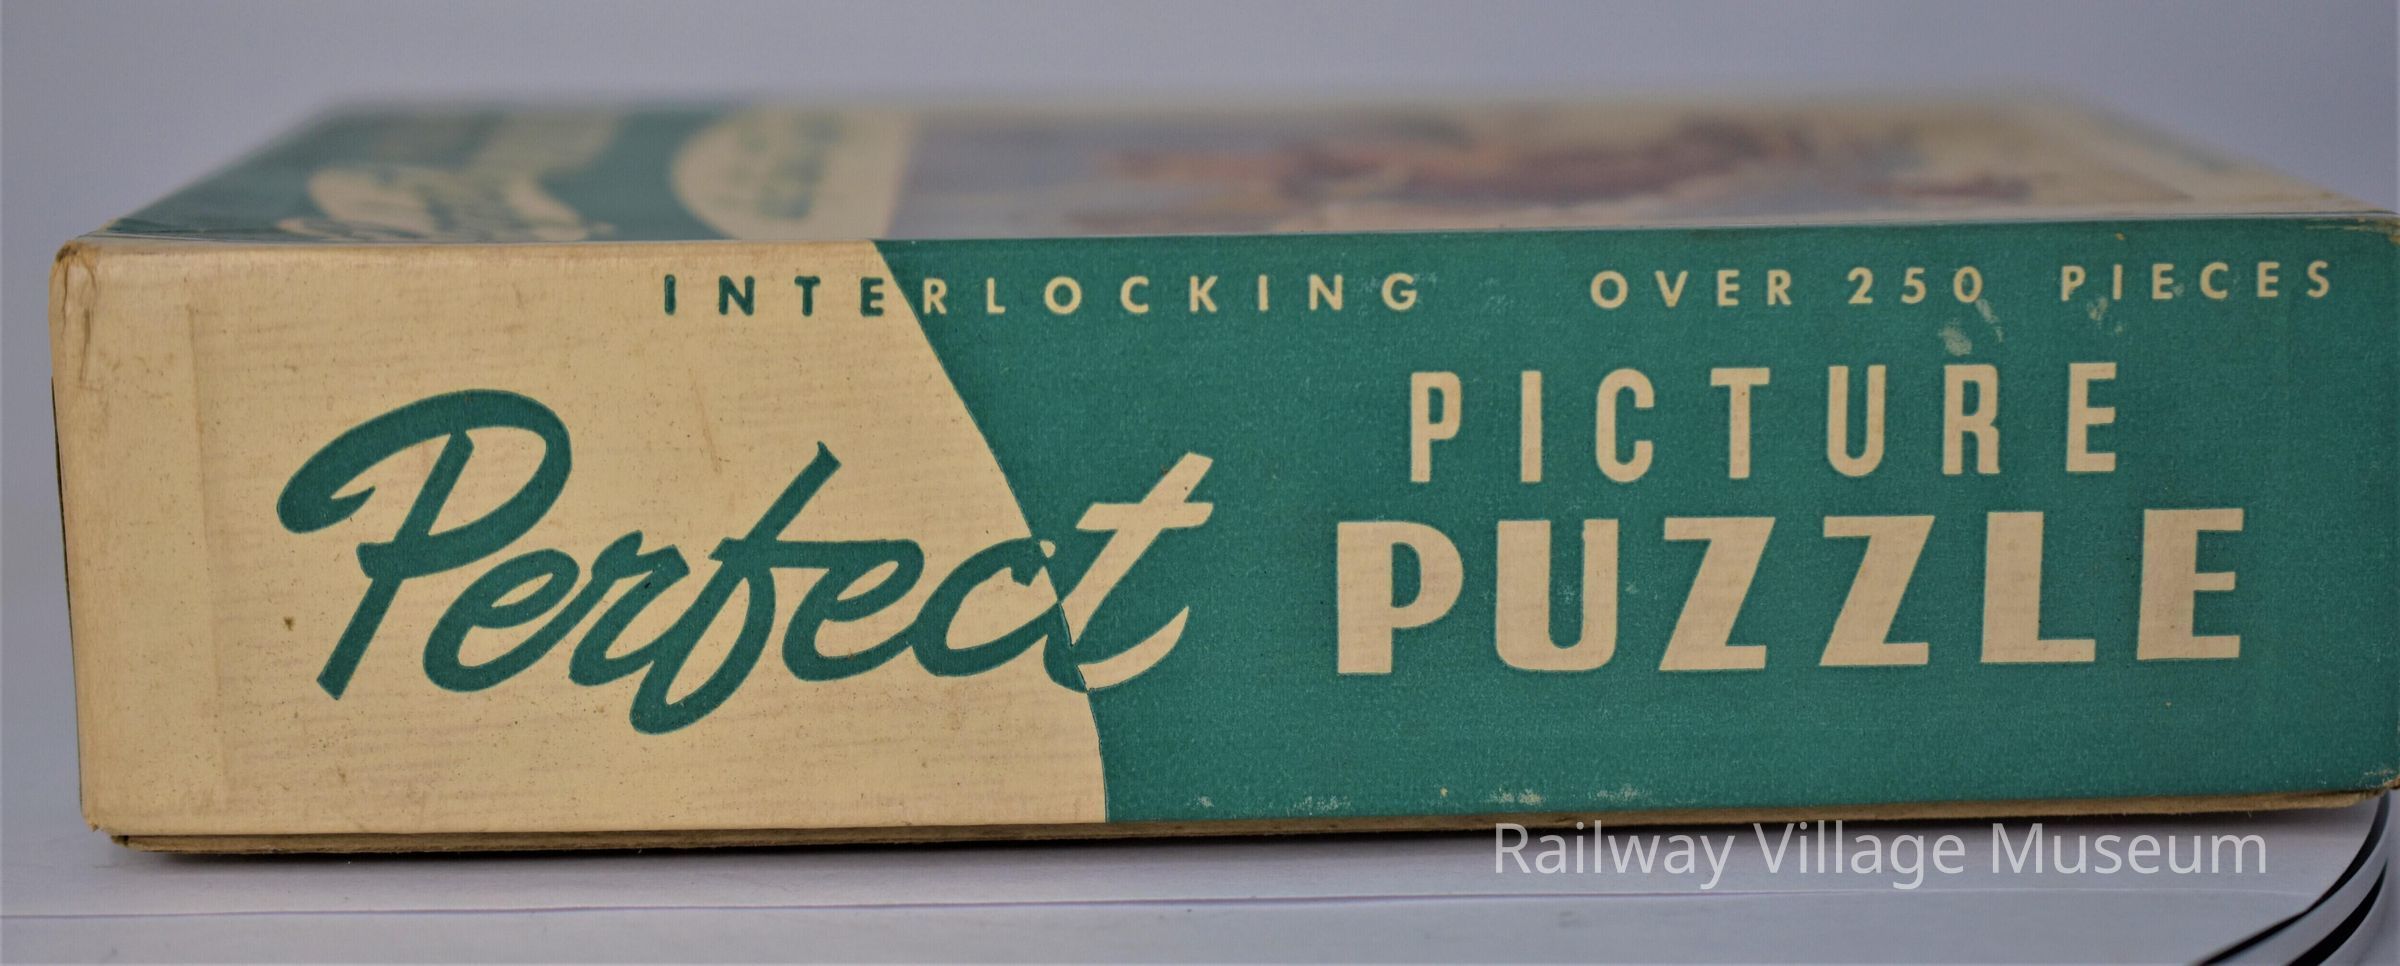 INTERLOCKING OVER 250 PIECES
Perfect PICTURE
PUZZLE
Railway Village Museum